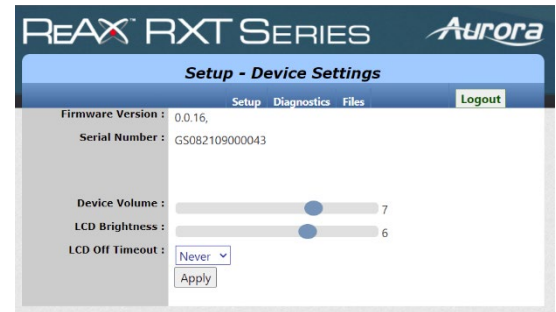 REAX™ RXT SERIES Aurora
Setup - Device Settings
Setup Diagnostics Files Logout
Firmware Version : 0.0.16,
Serial Number : GS082109000043
Device Volume : 7
LCD Brightness : 6
LCD Off Timeout : Never
Apply